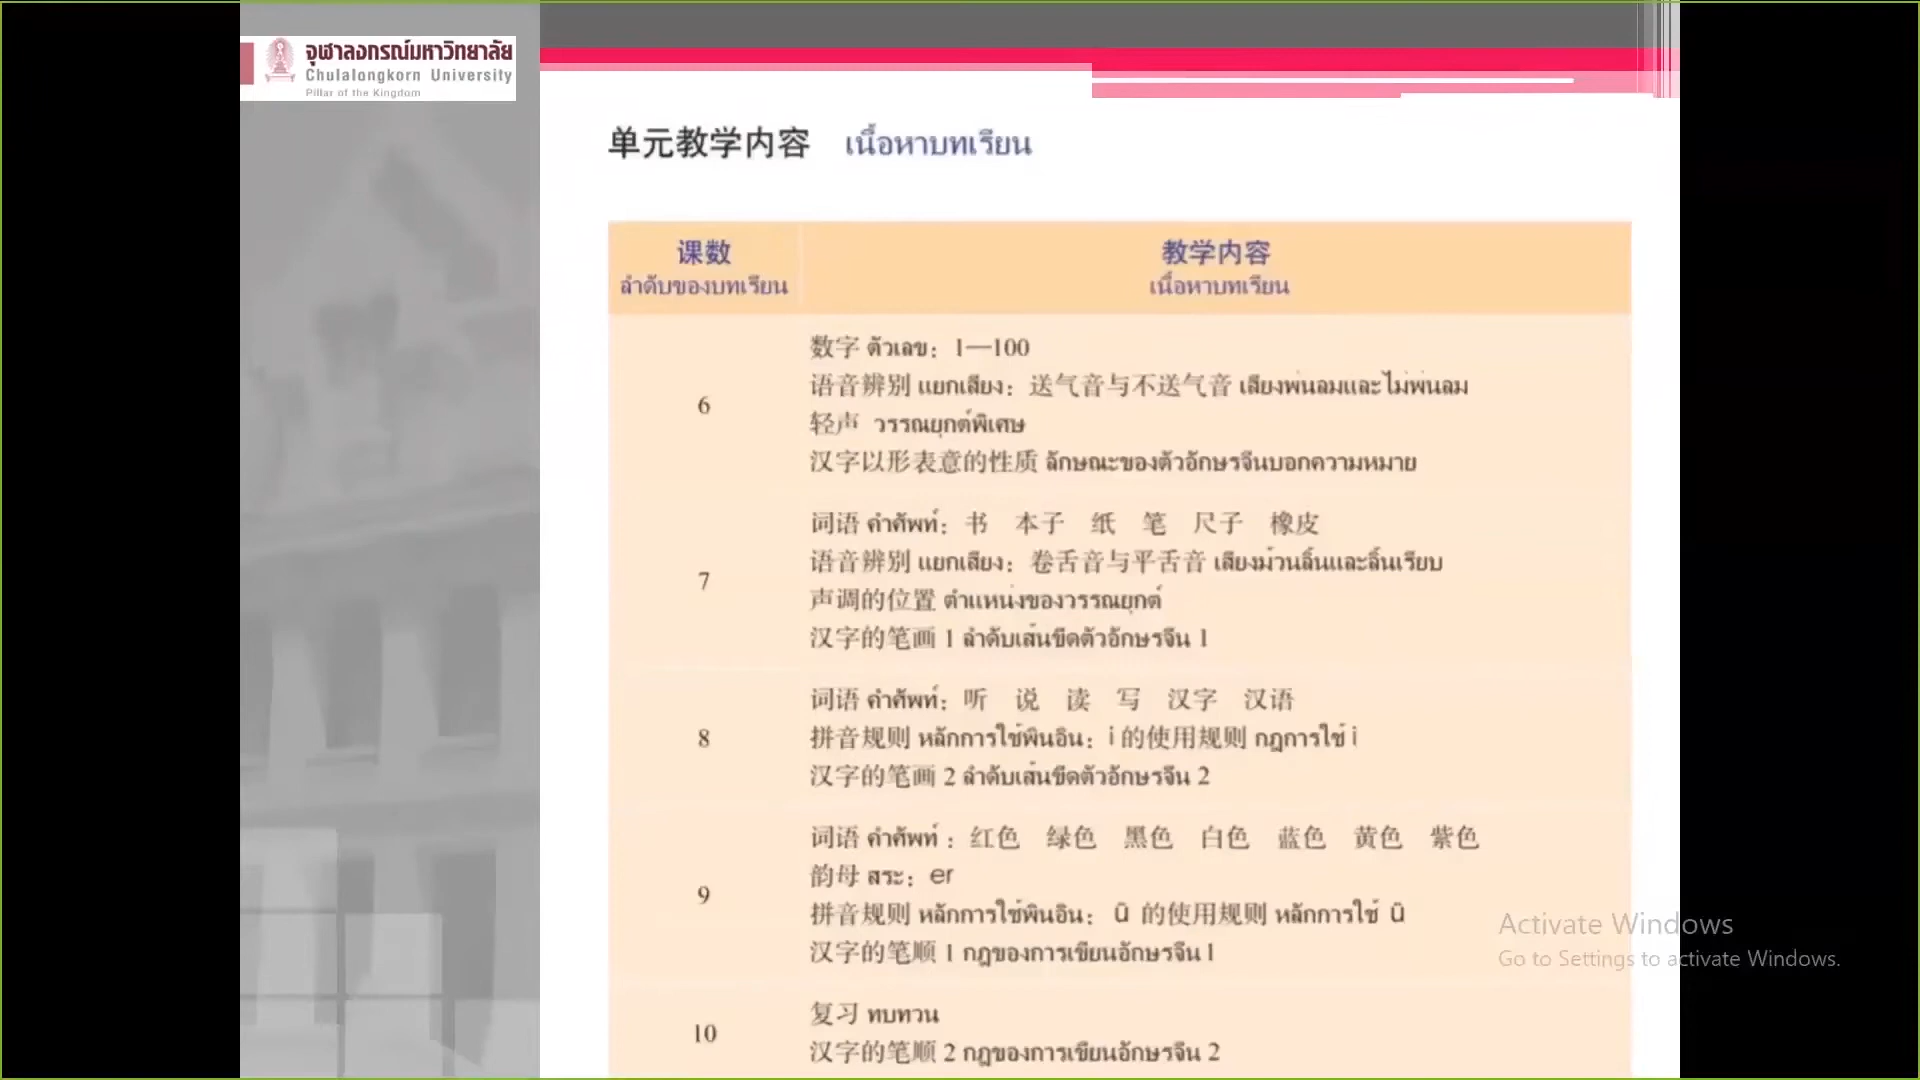 จุฬาลงกรณ์มหาวิทยาลัย
Chulalongkorn University
Pillar of the Kingdom
单元教学内容 เนื้อหาบทเรียน
课数 教学内容
ลำดับของบทเรียน เนื้อหาบทเรียน
数字 ตัวเลข: 1—100
语音辨别 แยกเสียง: 送气音与不送气音 เสียงพ่นลมและไม่พ่นลม
6
轻声 วรรณยุกต์พิเศษ
汉字以形表意的性质 ลักษณะของตัวอักษรจีนบอกความหมาย
词语 คำศัพท์: 书 本子 纸 笔 尺子 橡皮
语音辨别 แยกเสียง: 卷舌音与平舌音 เสียงม้วนลิ้นและลิ้นเรียบ
7
声调的位置 ตำแหน่งของวรรณยุกต์
汉字的笔画 1 ลำดับเส้นขีดตัวอักษรจีน 1
词语 คำศัพท์: 听 说 读 写 汉字 汉语
8 拼音规则 หลักการใช้พินอิน: i 的使用规则 กฎการใช้ i
汉字的笔画 2 ลำดับเส้นขีดตัวอักษรจีน 2
词语 คำศัพท์ : 红色 绿色 黑色 白色 蓝色 黄色 紫色
韵母 สระ: er
9
拼音规则 หลักการใช้พินอิน: ü 的使用规则 หลักการใช้ ü
汉字的笔顺 1 กฎของการเขียนอักษรจีน 1
复习 ทบทวน
10
汉字的笔顺 2 กฎของการเขียนอักษรจีน 2
Activate Windows
Go to Settings to activate Windows.